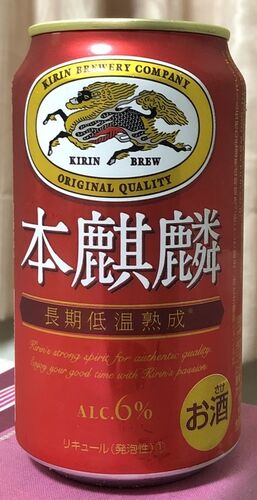 KIRIN BREWERY COMPANY
KIRIN BREW
ORIGINAL QUALITY
本麒麟
長期低温熟成※
Kirin's strong spirit for authentic quality.
Enjoy your good time with Kirin's passion.
ALC.6%
さけ
お酒
リキュール(発泡性)①